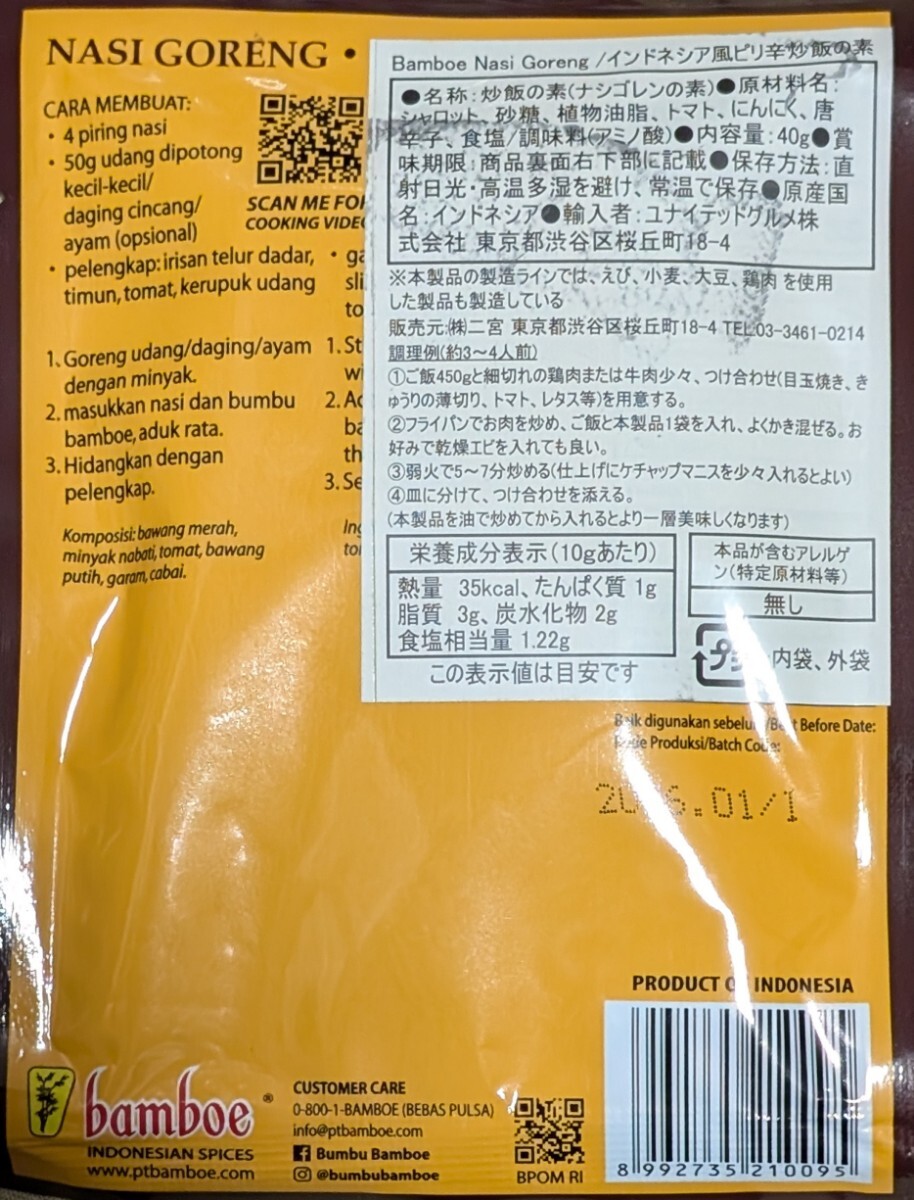 NASI GORENG •
CARA MEMBUAT:
• 4 piring nasi
• 50g udang dipotong
kecil-kecil/
daging cincang/
ayam (opsional)
• pelengkap: irisan telur dadar,
timun, tomat, kerupuk udang
SCAN ME FOR
COOKING VIDE
• ga
sli
to
1. Goreng udang/daging/ayam
dengan minyak.
2. masukkan nasi dan bumbu
bamboe, aduk rata.
3. Hidangkan dengan
pelengkap.
1. St
wi
2. Ac
ba
th
3. Se
Komposisi: bawang merah,
minyak nabati, tomat, bawang
putih, garam, cabai.
Ing
to
Bamboe Nasi Goreng /インドネシア風ピリ辛炒飯の素
●名称:炒飯の素(ナシゴレンの素)●原材料名:
シャロット、砂糖、植物油脂、トマト、にんにく、唐
辛子、食塩/調味料(アミノ酸)●内容量:40g●賞
味期限:商品裏面右下部に記載●保存方法:直
射日光・高温多湿を避け、常温で保存●原産国
名:インドネシア●輸入者:ユナイテッドグルメ株
式会社 東京都渋谷区桜丘町18-4
※本製品の製造ラインでは、えび、小麦、大豆、鶏肉を使用
した製品も製造している
販売元:㈱二宮 東京都渋谷区桜丘町18-4 TEL:03-3461-0214
調理例(約3~4人前)
①ご飯450gと細切れの鶏肉または牛肉少々、つけ合わせ(目玉焼き、き
ゅうりの薄切り、トマト、レタス等)を用意する。
②フライパンでお肉を炒め、ご飯と本製品1袋を入れ、よくかき混ぜる。お
好みで乾燥エビを入れても良い。
③弱火で5~7分炒める(仕上げにケチャップマニスを少々入れるとよい)
④皿に分けて、つけ合わせを添える。
(本製品を油で炒めてから入れるとより一層美味しくなります)
栄養成分表示(10gあたり)
熱量 35kcal、たんぱく質 1g
脂質 3g、炭水化物 2g
食塩相当量 1.22g
この表示値は目安です
本品が含むアレルゲ
ン(特定原材料等)
無し
プラ 内袋、外袋
Baik digunakan sebelum/Best Before Date:
Kode Produksi/Batch Code:
.01/1
PRODUCT OF INDONESIA
8 992735 210095
bamboe ®
INDONESIAN SPICES
www.ptbamboe.com
CUSTOMER CARE
0-800-1-BAMBOE (BEBAS PULSA)
info@ptbamboe.com
Bumbu Bamboe
@bumbubamboe
BPOM RI